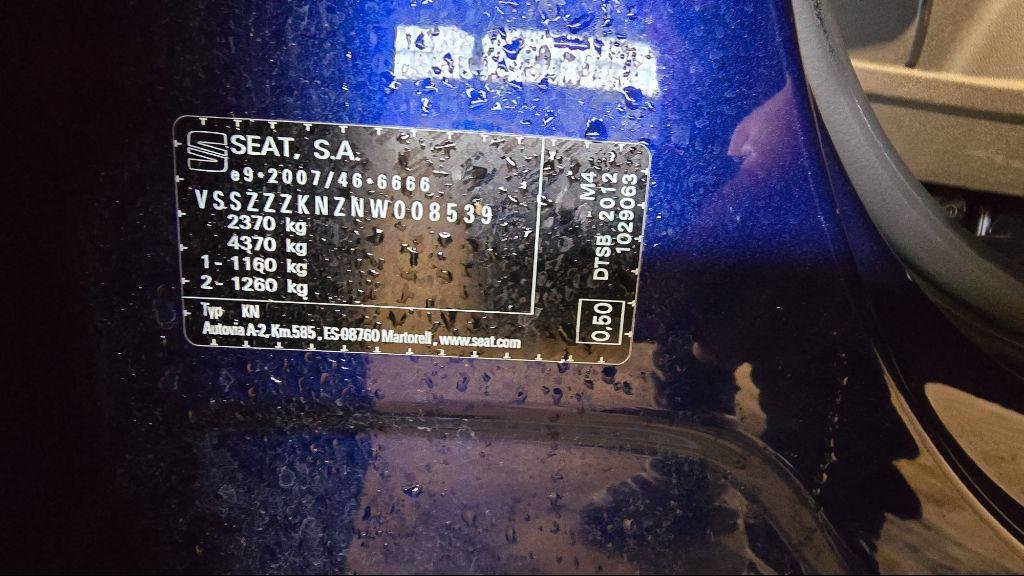 SEAT, S.A.
e9*2007/46*6666
VSSZZZKNZNW008539
2370 kg
4370 kg
1- 1160 kg
2- 1260 kg
Typ KN
Autovia A-2, Km.585 , ES-08760 Martorell , www.seat.com
M4
DTSB - 2012
1029063
0,50